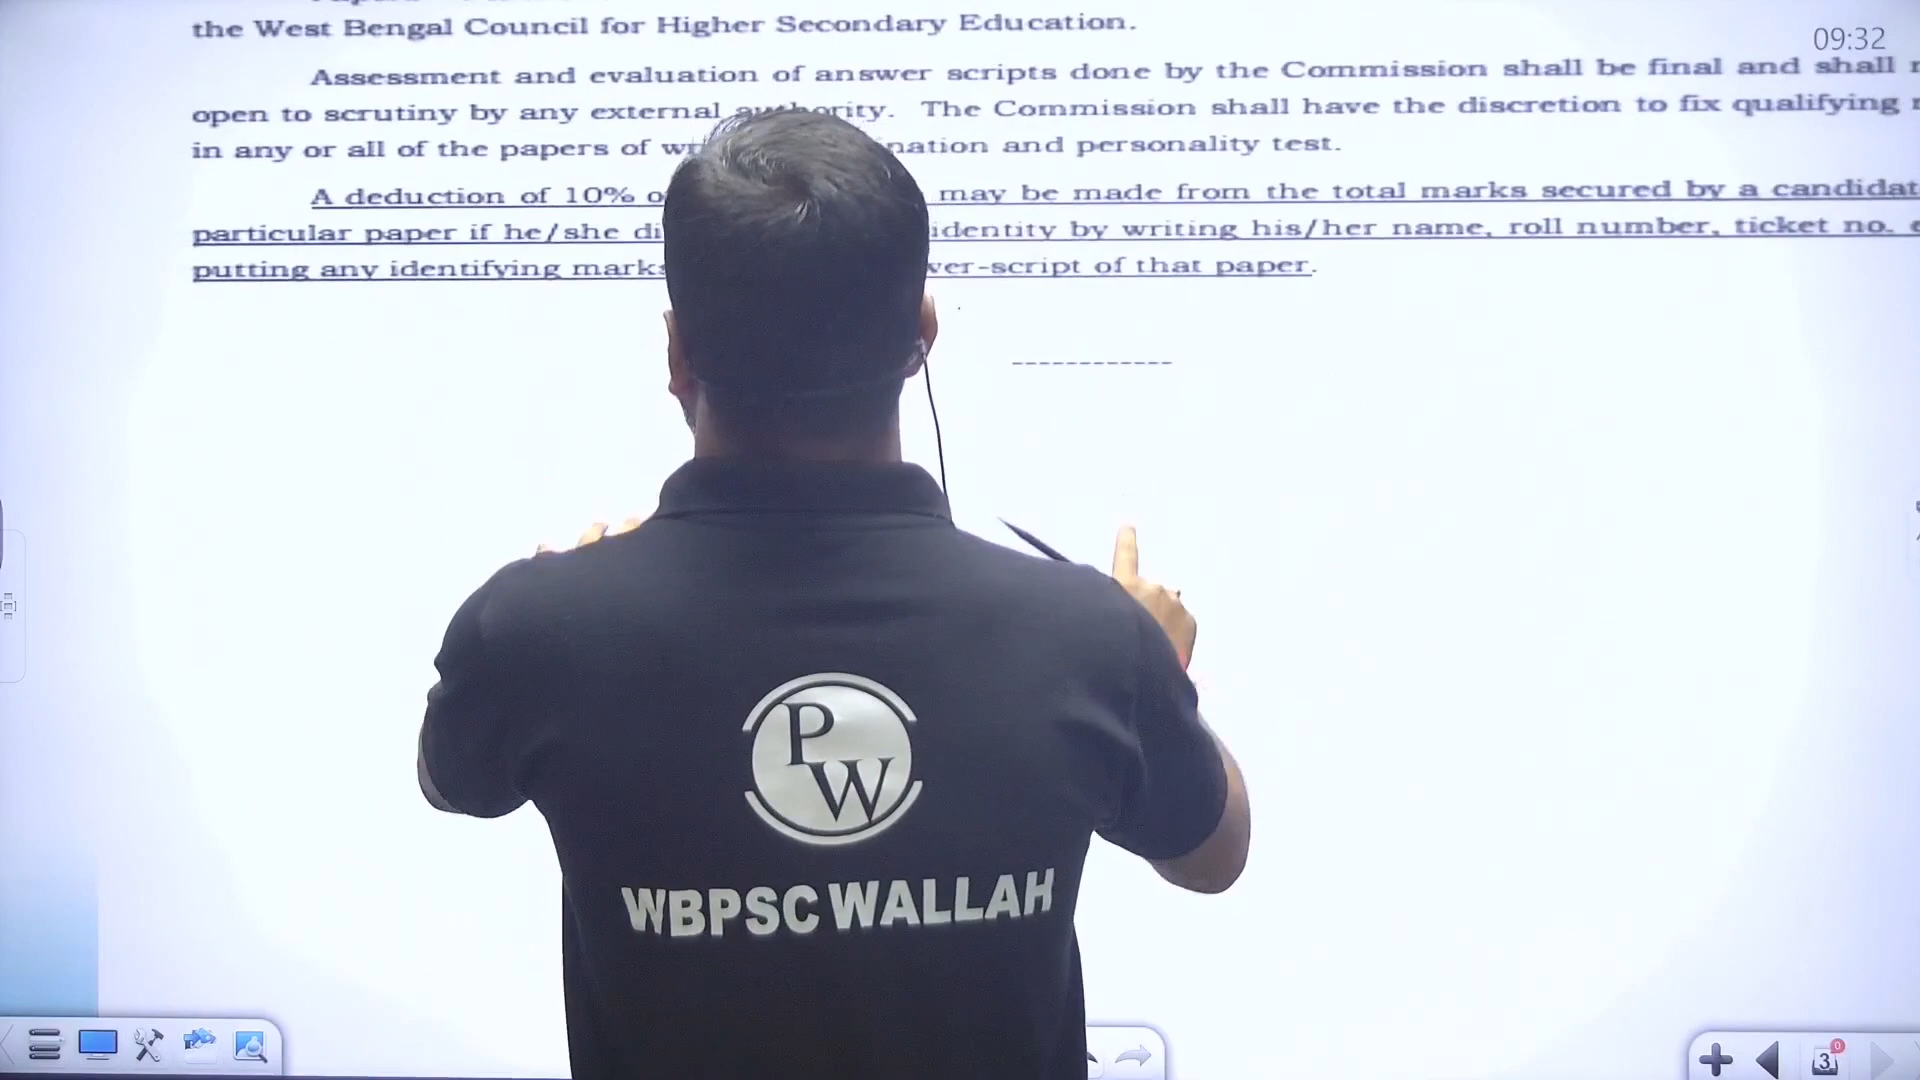 the West Bengal Council for Higher Secondary Education.
09:32
Assessment and evaluation of answer scripts done by the Commission shall be final and shall
open to scrutiny by any external authority. The Commission shall have the discretion to fix qualifying
in any or all of the papers of nation and personality test.
A deduction of 10% may be made from the total marks secured by a
particular paper if he/she identity by writing his/her name, roll number, ticket no.
putting any identifying marks ver-script of that paper.
------------
PW
WBPSC WALLAH
3
0